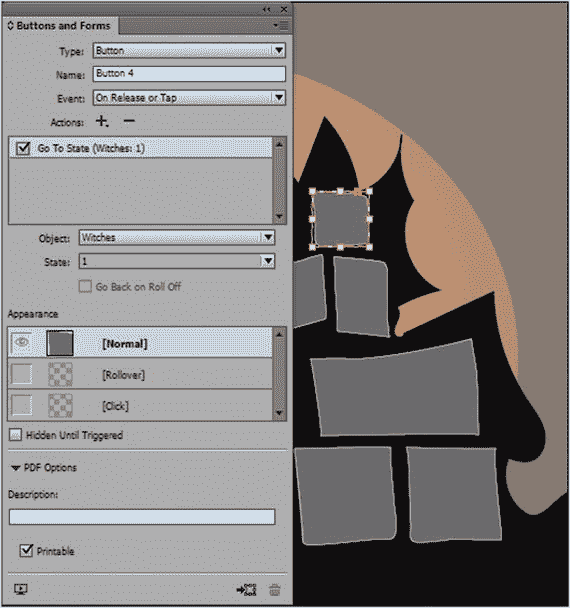 Buttons and Forms
Type: Button
Name: Button 4
Event: On Release or Tap
Actions:
Go To State (Witches: 1)
Object: Witches
State: 1
Go Back on Roll Off
Appearance
[Normal]
[Rollover]
[Click]
Hidden Until Triggered
PDF Options
Description:
Printable